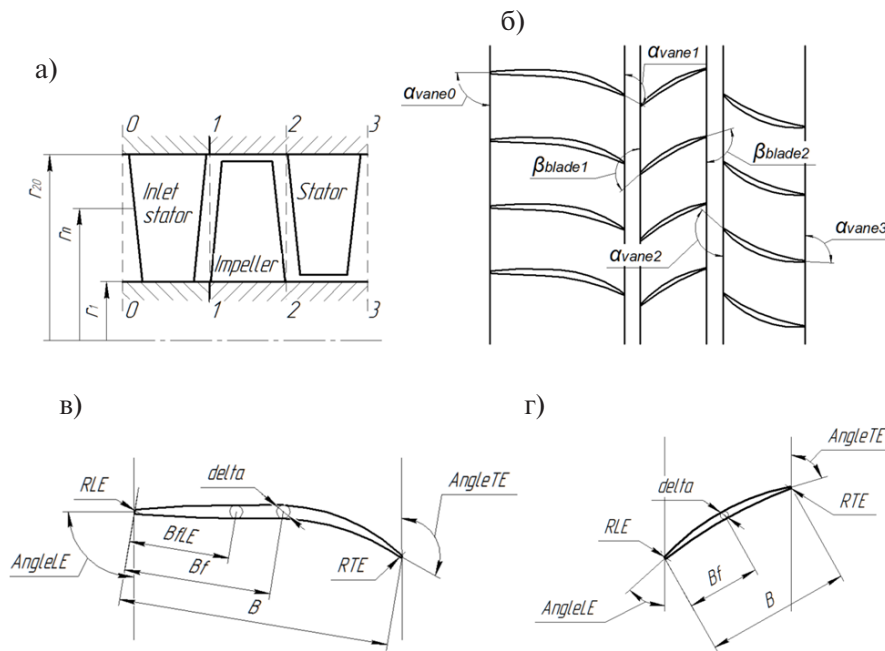 а)
0
1
2
3
r20
rn
r1
Inlet
stator
Impeller
Stator
0
1
2
3
б)
αvane0
αvane1
βblade1
βblade2
αvane2
αvane3
в)
RLE
delta
AngleTE
BfLE
AngleLE
Bf
RTE
B
г)
AngleTE
delta
RLE
RTE
Bf
B
AngleLE